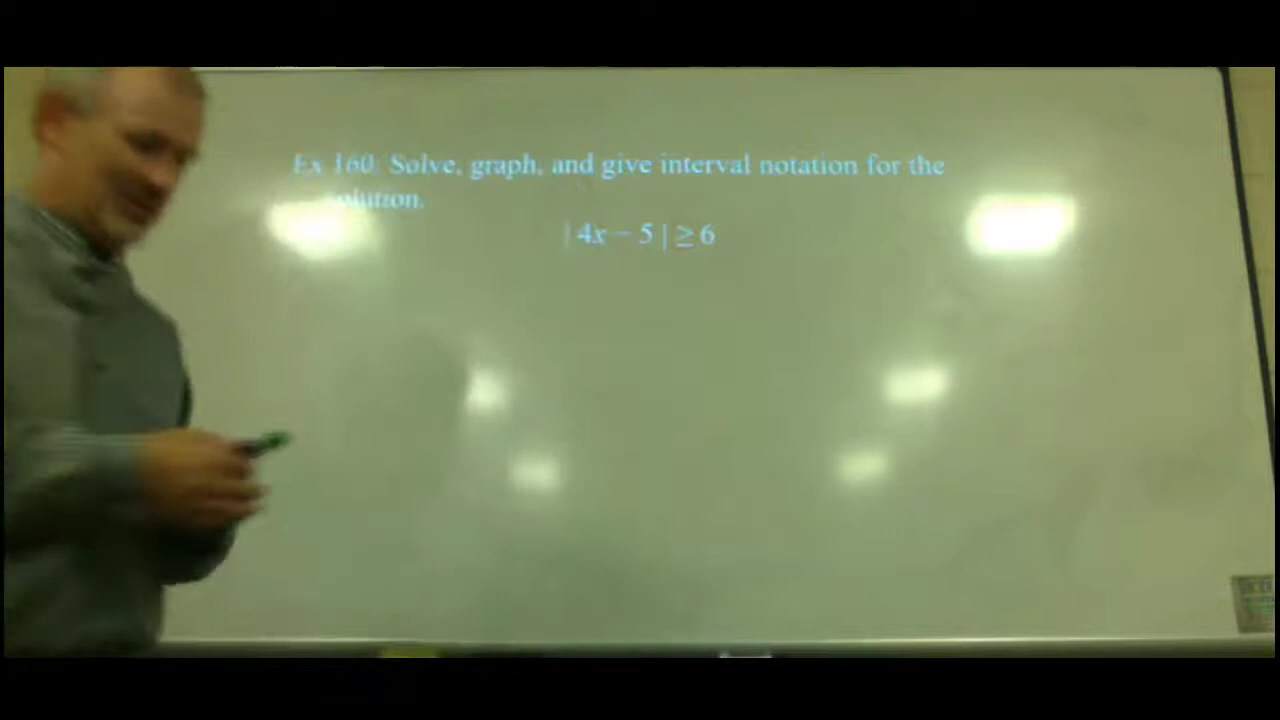 Ex 160: Solve, graph, and give interval notation for the
solution.
| 4x − 5 | ≥ 6